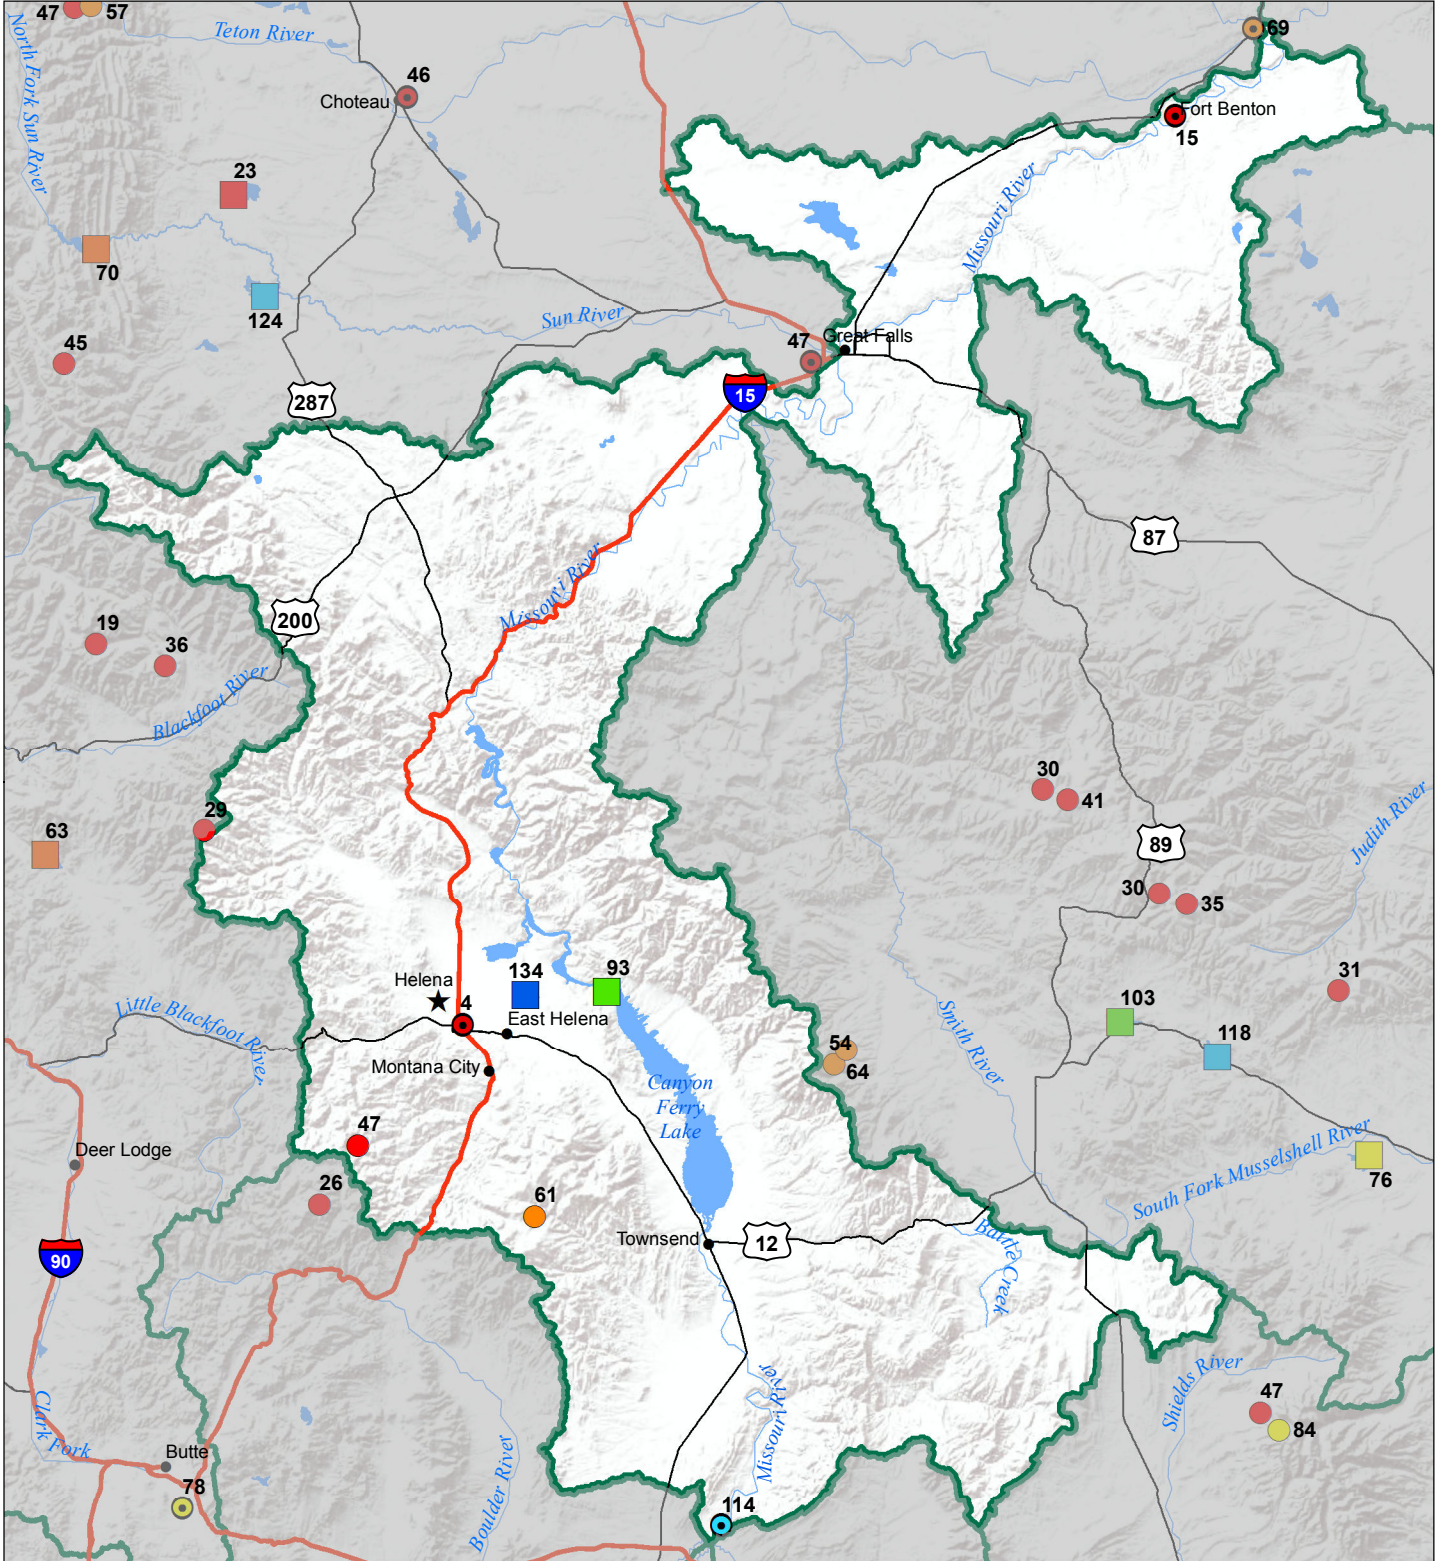 47
57
Teton River
North Fork Sun River
46
Choteau
69
Fort Benton
15
23
70
124
Missouri River
Sun River
45
47
Great Falls
15
287
87
200
Missouri River
19
36
Blackfoot River
30
41
29
63
89
Judith River
30
35
31
Helena
134
93
4
East Helena
Little Blackfoot River
Montana City
Smith River
103
118
54
64
Canyon
Ferry
Lake
47
Deer Lodge
South Fork Musselshell River
76
26
61
Townsend
12
Battle Creek
90
Missouri River
Shields River
47
84
Clark Fork
Butte
78
Boulder River
114